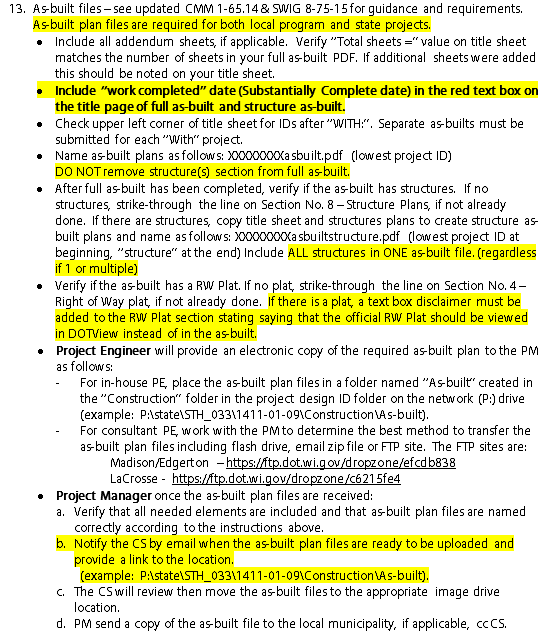 13. As-built files – see updated CMM 1-65.14 & SWIG 8-75-15 for guidance and requirements.
As-built plan files are required for both local program and state projects.
• Include all addendum sheets, if applicable. Verify "Total sheets =" value on title sheet
matches the number of sheets in your full as-built PDF. If additional sheets were added
this should be noted on your title sheet.
• Include "work completed" date (Substantially Complete date) in the red text box on
the title page of full as-built and structure as-built.
• Check upper left corner of title sheet for IDs after "WITH:". Separate as-builts must be
submitted for each "With" project.
• Name as-built plans as follows: XXXXXXXXasbuilt.pdf (lowest project ID)
DO NOT remove structure(s) section from full as-built.
• After full as-built has been completed, verify if the as-built has structures. If no
structures, strike-through the line on Section No. 8 – Structure Plans, if not already
done. If there are structures, copy title sheet and structures plans to create structure as-
built plans and name as follows: XXXXXXXXasbuiltstructure.pdf (lowest project ID at
beginning, "structure" at the end) Include ALL structures in ONE as-built file. (regardless
if 1 or multiple)
• Verify if the as-built has a RW Plat. If no plat, strike-through the line on Section No. 4 –
Right of Way plat, if not already done. If there is a plat, a text box disclaimer must be
added to the RW Plat section stating saying that the official RW Plat should be viewed
in DOTView instead of in the as-built.
• Project Engineer will provide an electronic copy of the required as-built plan to the PM
as follows:
- For in-house PE, place the as-built plan files in a folder named "As-built" created in
the "Construction" folder in the project design ID folder on the network (P:) drive
(example: P:\state\STH_033\1411-01-09\Construction\As-built).
- For consultant PE, work with the PM to determine the best method to transfer the
as-built plan files including flash drive, email zip file or FTP site. The FTP sites are:
Madison/Edgerton – https://ftp.dot.wi.gov/dropzone/efcdb838
LaCrosse - https://ftp.dot.wi.gov/dropzone/c6215fe4
• Project Manager once the as-built plan files are received:
a. Verify that all needed elements are included and that as-built plan files are named
correctly according to the instructions above.
b. Notify the CS by email when the as-built plan files are ready to be uploaded and
provide a link to the location.
(example: P:\state\STH_033\1411-01-09\Construction\As-built).
c. The CS will review then move the as-built files to the appropriate image drive
location.
d. PM send a copy of the as-built file to the local municipality, if applicable, cc CS.